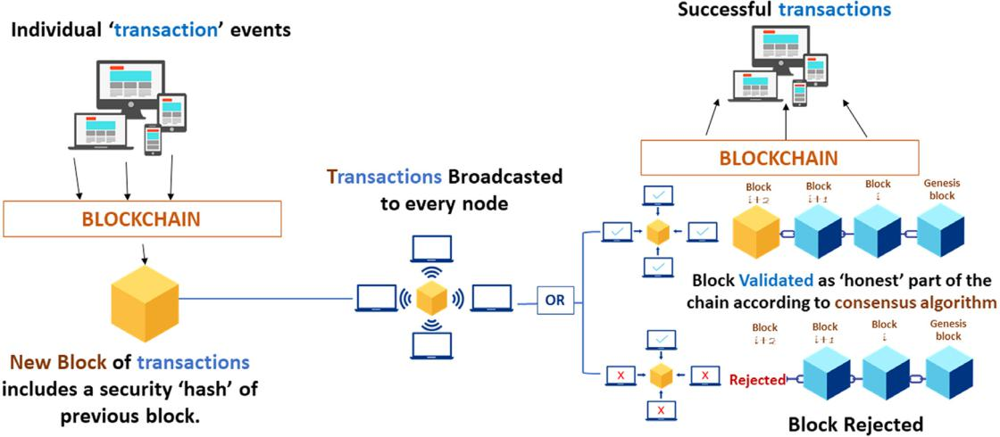 Individual ‘transaction’ events
BLOCKCHAIN
New Block of transactions
includes a security ‘hash’ of
previous block.
Transactions Broadcasted
to every node
OR
Successful transactions
BLOCKCHAIN
Block
i+2
Block
i+1
Block
i
Genesis
block
Block Validated as ‘honest’ part of the
chain according to consensus algorithm
Block
i+2
Block
i+1
Block
i
Genesis
block
X
X
X
Rejected
Block Rejected